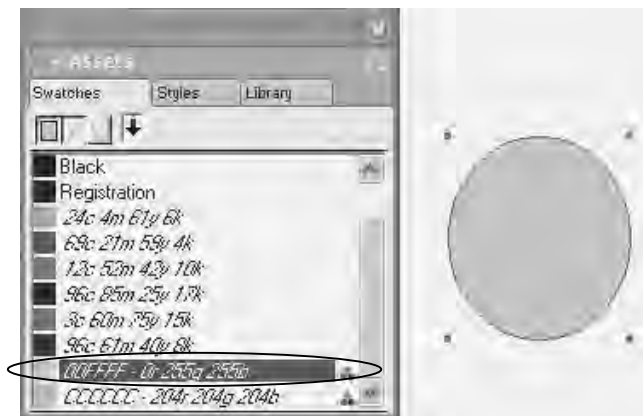 Assets
Swatches Styles Library
Black
Registration
24c 4m 61y 6k
69c 21m 59y 4k
12c 52m 42y 10k
96c 85m 25y 17k
3c 60m 75y 15k
96c 61m 40y 8k
00FFFF - 0r 255g 255b
CCCCCC - 204r 204g 204b